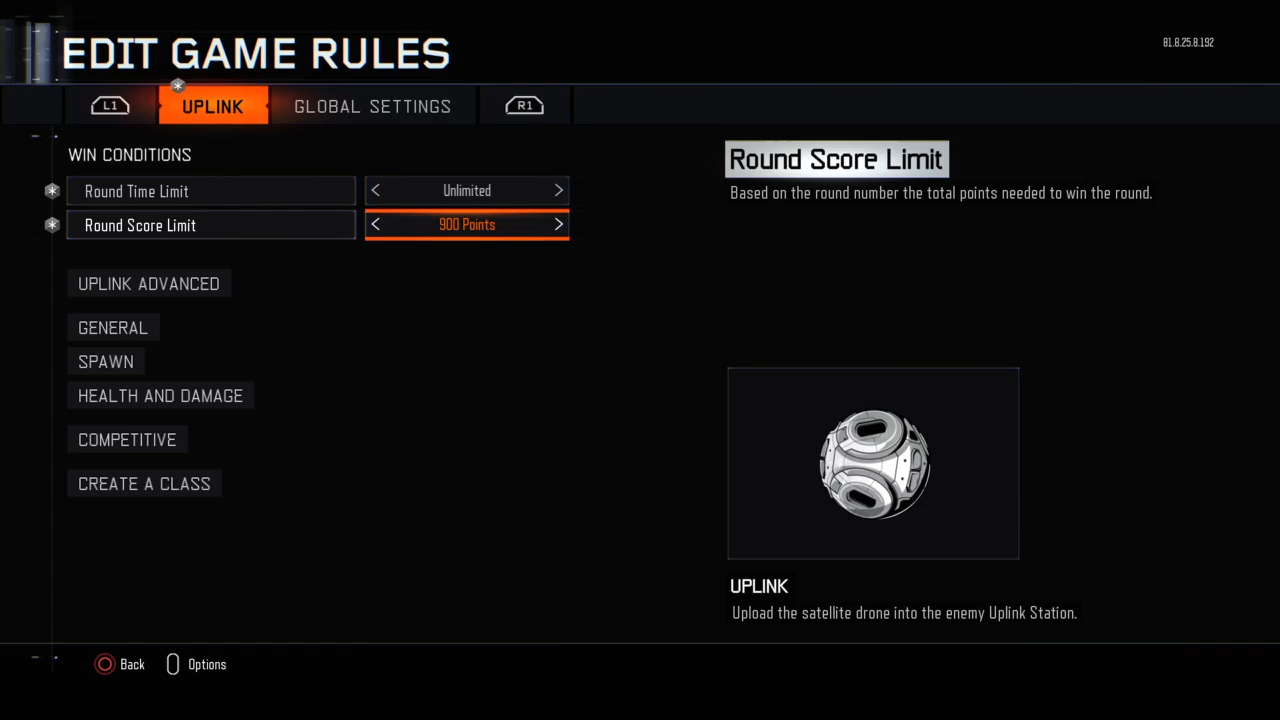 EDIT GAME RULES
81.8.25.8.192
L1
UPLINK
GLOBAL SETTINGS
R1
WIN CONDITIONS
Round Time Limit
Unlimited
Round Score Limit
900 Points
UPLINK ADVANCED
GENERAL
SPAWN
HEALTH AND DAMAGE
COMPETITIVE
CREATE A CLASS
Round Score Limit
Based on the round number the total points needed to win the round.
UPLINK
Upload the satellite drone into the enemy Uplink Station.
Back
Options